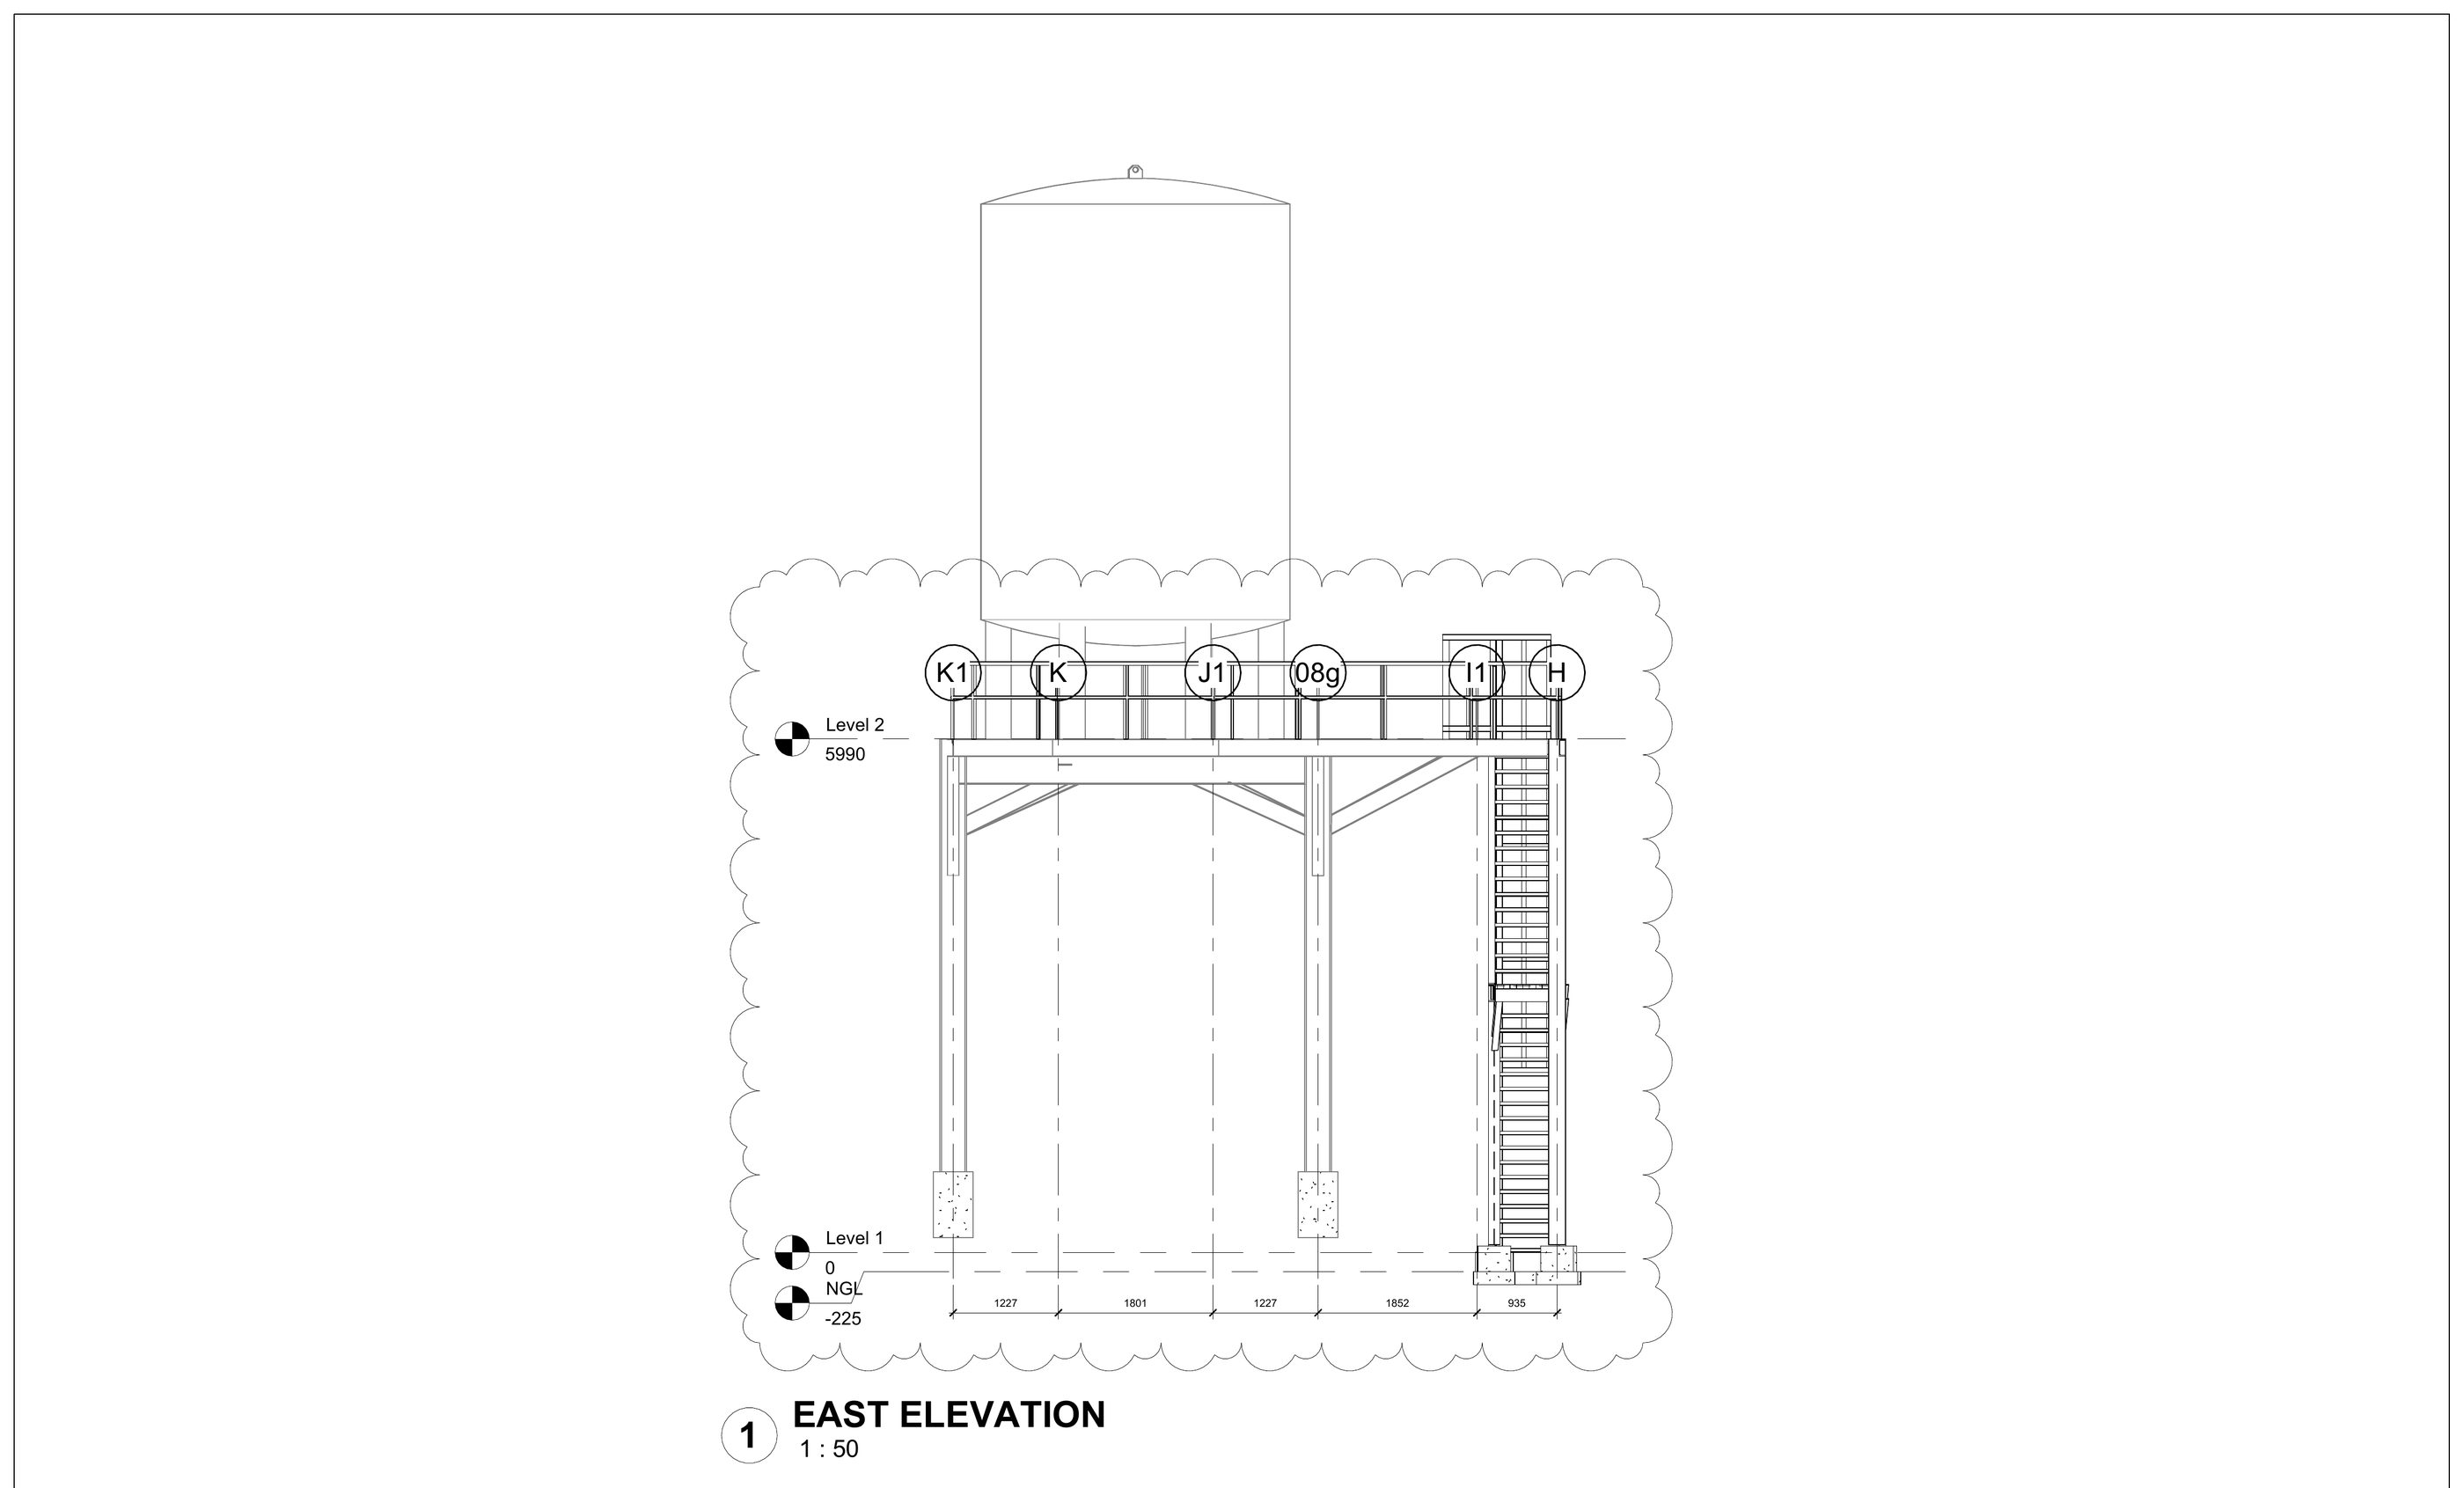 K1 K J1 08g I1 H
Level 2
5990
Level 1
0
NGL
-225
1227 1801 1227 1852 935
1 EAST ELEVATION
1 : 50